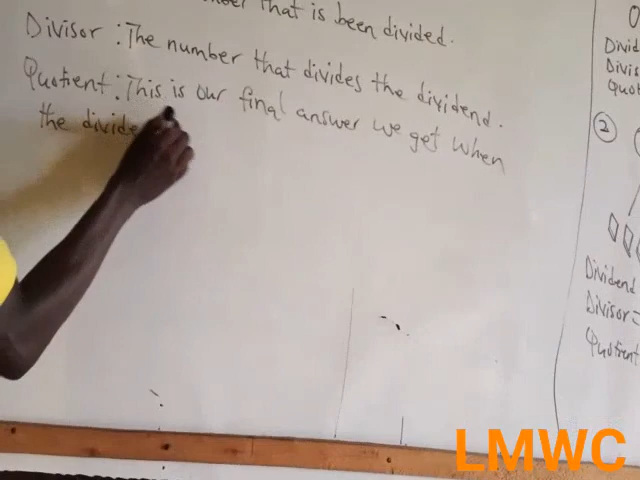 that is been divided.
Divisor : The number that divides the dividend.
Quotient : This is our final answer we get when
the divide
Divid
Divis
Quot
2
Dividend
Divisor =
Quotient
LMWC